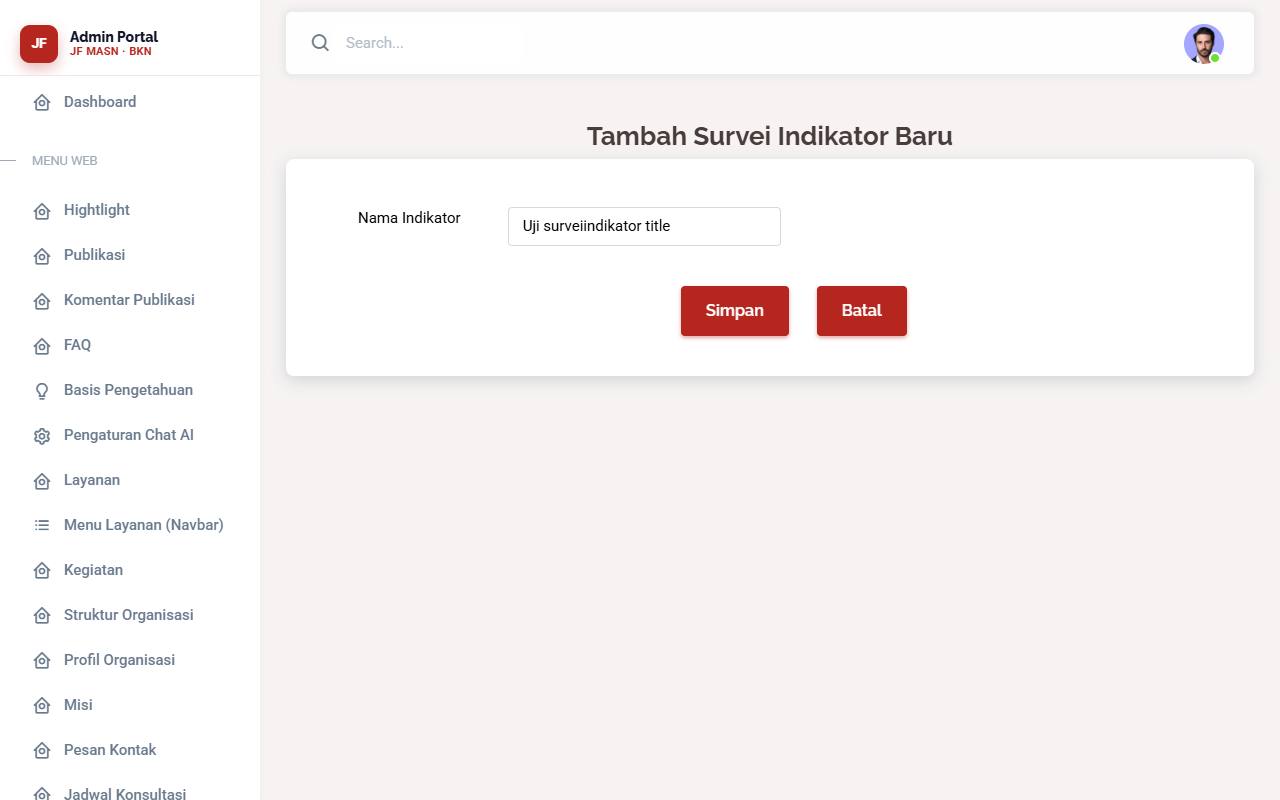 JF
Admin Portal
JF MASN · BKN
Search...
Dashboard
MENU WEB
Hightlight
Publikasi
Komentar Publikasi
FAQ
Basis Pengetahuan
Pengaturan Chat AI
Layanan
Menu Layanan (Navbar)
Kegiatan
Struktur Organisasi
Profil Organisasi
Misi
Pesan Kontak
Jadwal Konsultasi
Tambah Survei Indikator Baru
Nama Indikator
Uji surveiindikator title
Simpan
Batal